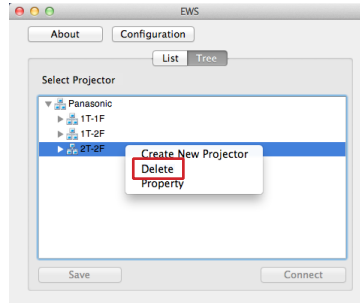 EWS
About Configuration
List Tree
Select Projector
Panasonic
1T-1F
1T-2F
2T-2F
Create New Projector
Delete
Property
Save Connect